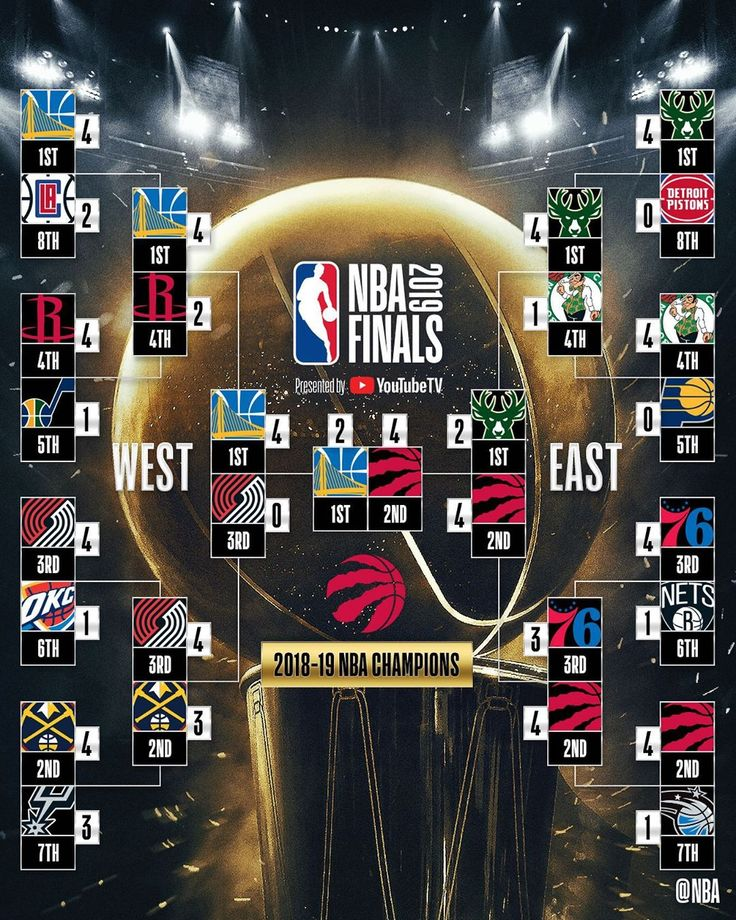 4
1ST
LA
2
8TH
4
1ST
2
4TH
4
4TH
1
5TH
4
3RD
OKC
1
6TH
4
3RD
3
2ND
4
2ND
3
7TH
WEST
4
1ST
0
3RD
NBA
FINALS
2019
Presented by YouTubeTV
2
4
1ST
2ND
2018-19 NBA CHAMPIONS
2
1ST
4
2ND
EAST
4
1ST
1
4TH
3
76
3RD
4
2ND
4
1ST
DETROIT
PISTONS
0
8TH
4
4TH
0
5TH
4
76
3RD
NETS
B
1
6TH
4
2ND
1
7TH
@NBA